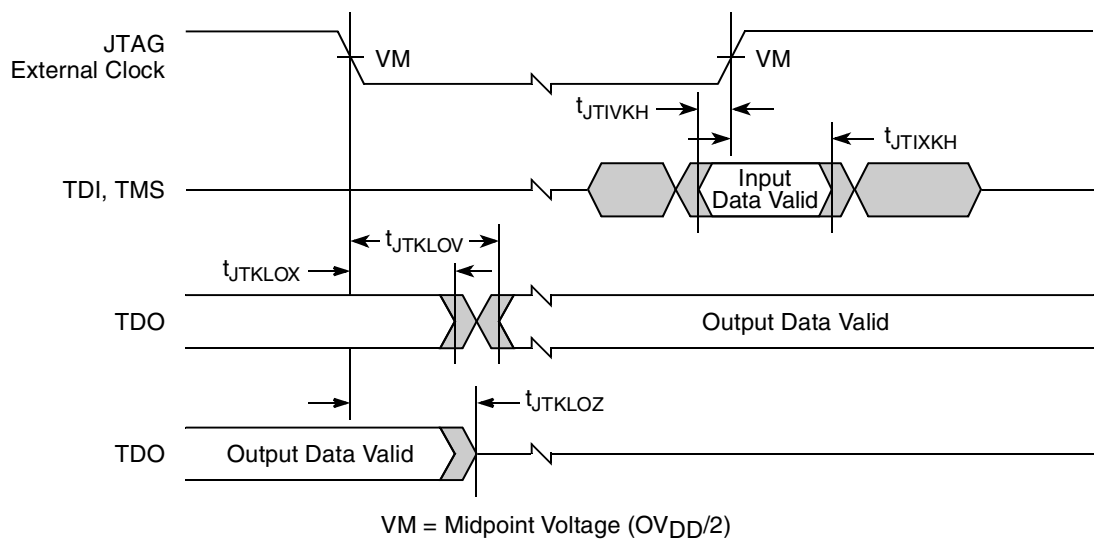 JTAG
External Clock
VM
VM
tJTIVKH
tJTIXKH
TDI, TMS
Input
Data Valid
tJTKLOV
tJTKLOX
TDO
Output Data Valid
tJTKLOZ
TDO
Output Data Valid
VM = Midpoint Voltage (OVDD/2)